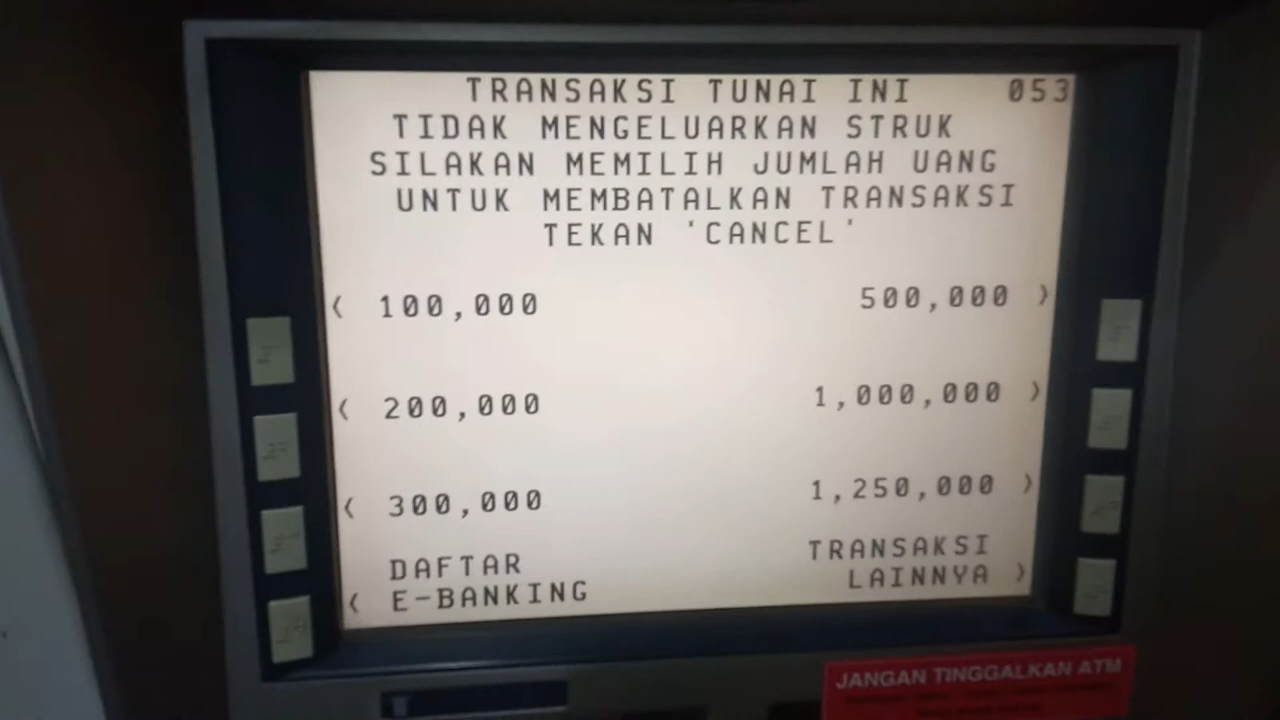 TRANSAKSI TUNAI INI 053
TIDAK MENGELUARKAN STRUK
SILAKAN MEMILIH JUMLAH UANG
UNTUK MEMBATALKAN TRANSAKSI
TEKAN 'CANCEL'
< 100,000 500,000 >
< 200,000 1,000,000 >
< 300,000 1,250,000 >
DAFTAR TRANSAKSI
< E-BANKING LAINNYA >
JANGAN TINGGALKAN ATM